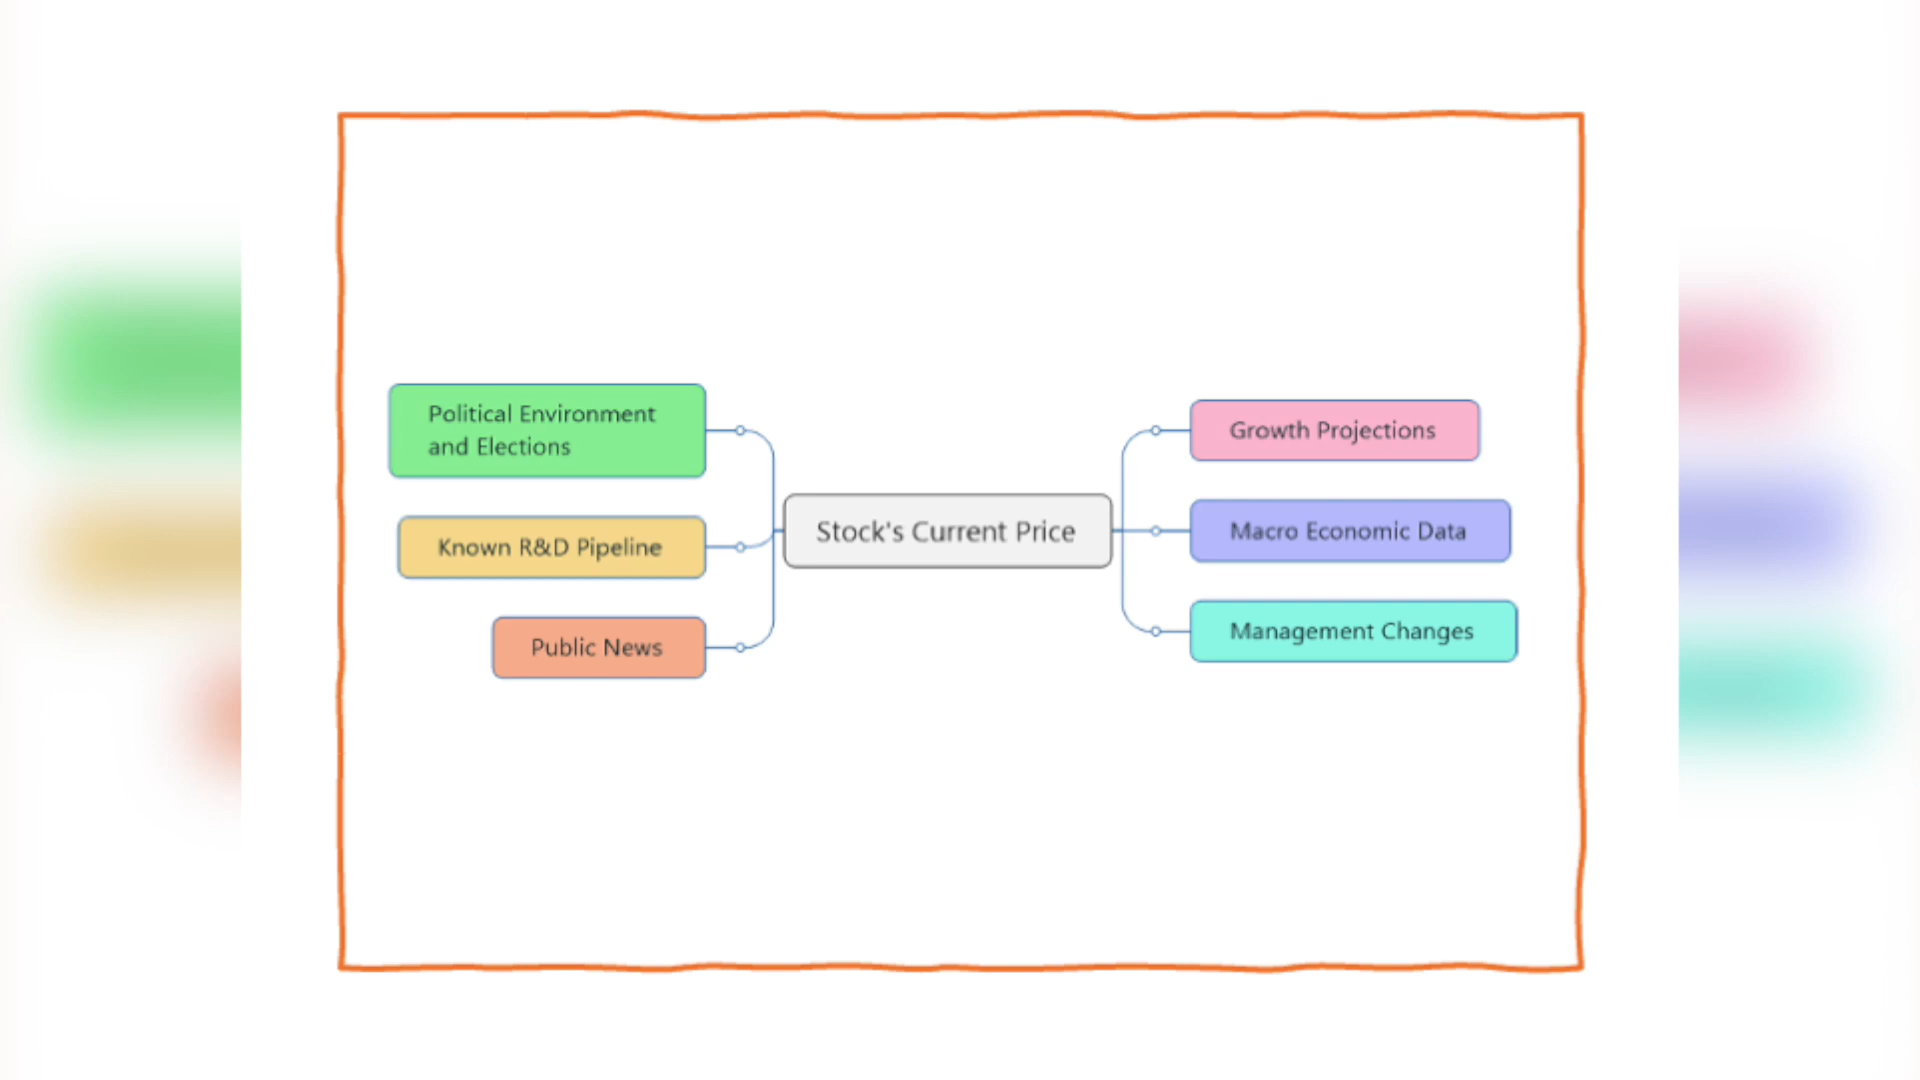 Political Environment
and Elections
Known R&D Pipeline
Public News
Stock's Current Price
Growth Projections
Macro Economic Data
Management Changes